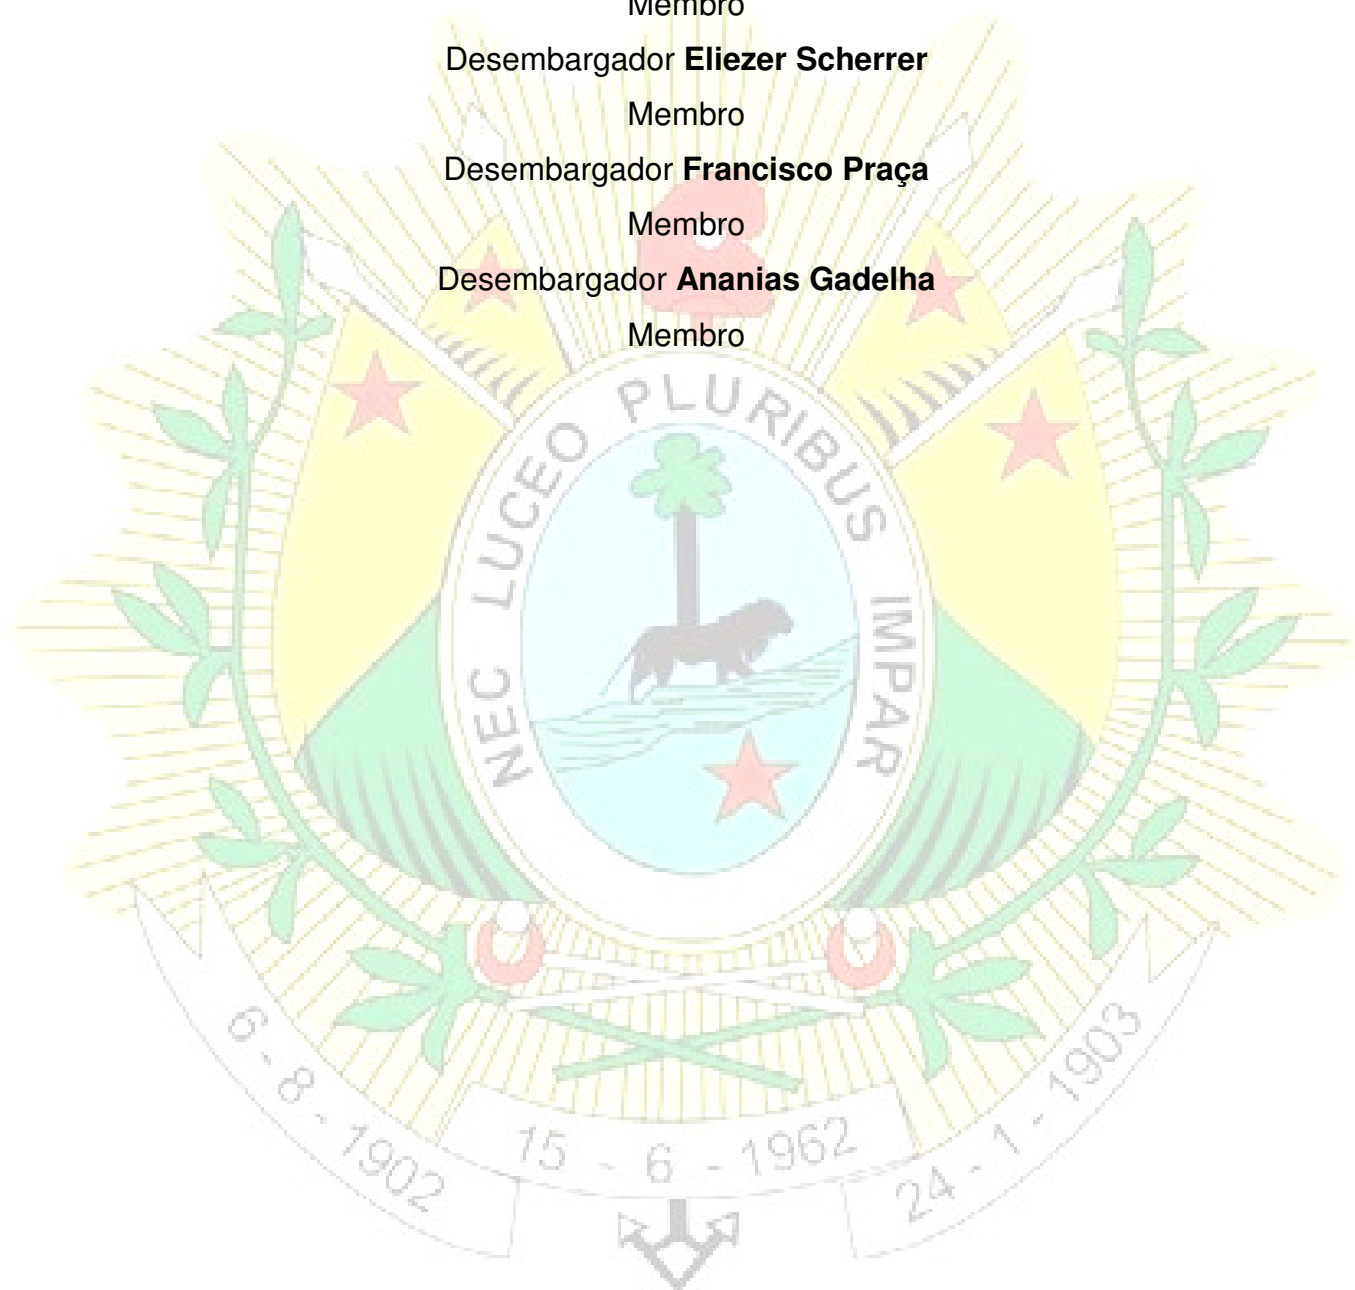 Membro
Desembargador Eliezer Scherrer
Membro
Desembargador Francisco Praça
Membro
Desembargador Ananias Gadelha
Membro
NEC LUCEO PLURIBUS IMPAR
6 - 8 - 1902
15 - 6 - 1962
24 - 1 - 1903